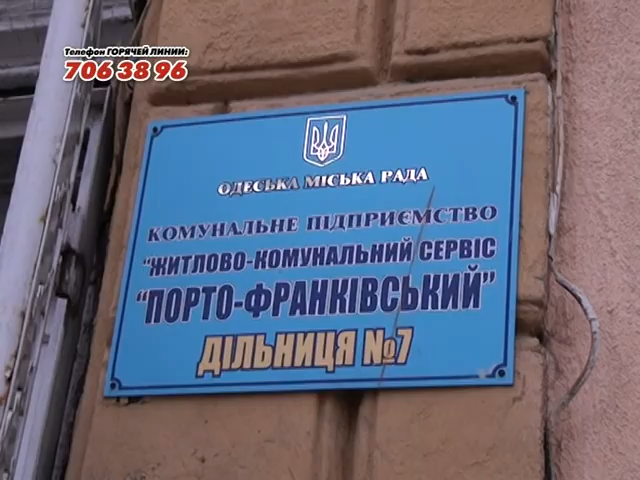 Телефон ГОРЯЧЕЙ ЛИНИИ:
706 38 96
ОДЕСЬКА МІСЬКА РАДА
КОМУНАЛЬНЕ ПІДПРИЄМСТВО
"ЖИТЛОВО-КОМУНАЛЬНИЙ СЕРВІС
"ПОРТО-ФРАНКІВСЬКИЙ"
ДІЛЬНИЦЯ №7